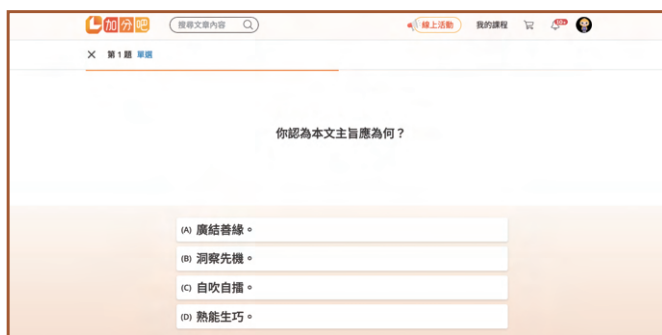 加分吧
搜尋文章內容
線上活動
我的課程
第1題 單選
你認為本文主旨應為何？
(A) 廣結善緣。
(B) 洞察先機。
(C) 自吹自擂。
(D) 熟能生巧。